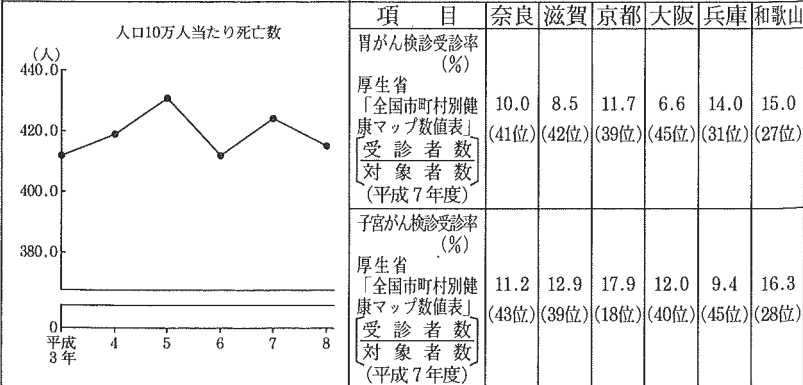 人口10万人当たり死亡数
(人)
440.0
420.0
400.0
380.0
0
平成
3年
4
5
6
7
8
項目 奈良 滋賀 京都 大阪 兵庫 和歌山
胃がん検診受診率
(%)
厚生省
「全国市町村別健
康マップ数値表」
受診者数
対象者数
(平成7年度)
10.0 8.5 11.7 6.6 14.0 15.0
(41位) (42位) (39位) (45位) (31位) (27位)
子宮がん検診受診率
(%)
厚生省
「全国市町村別健
康マップ数値表」
受診者数
対象者数
(平成7年度)
11.2 12.9 17.9 12.0 9.4 16.3
(43位) (39位) (18位) (40位) (45位) (28位)